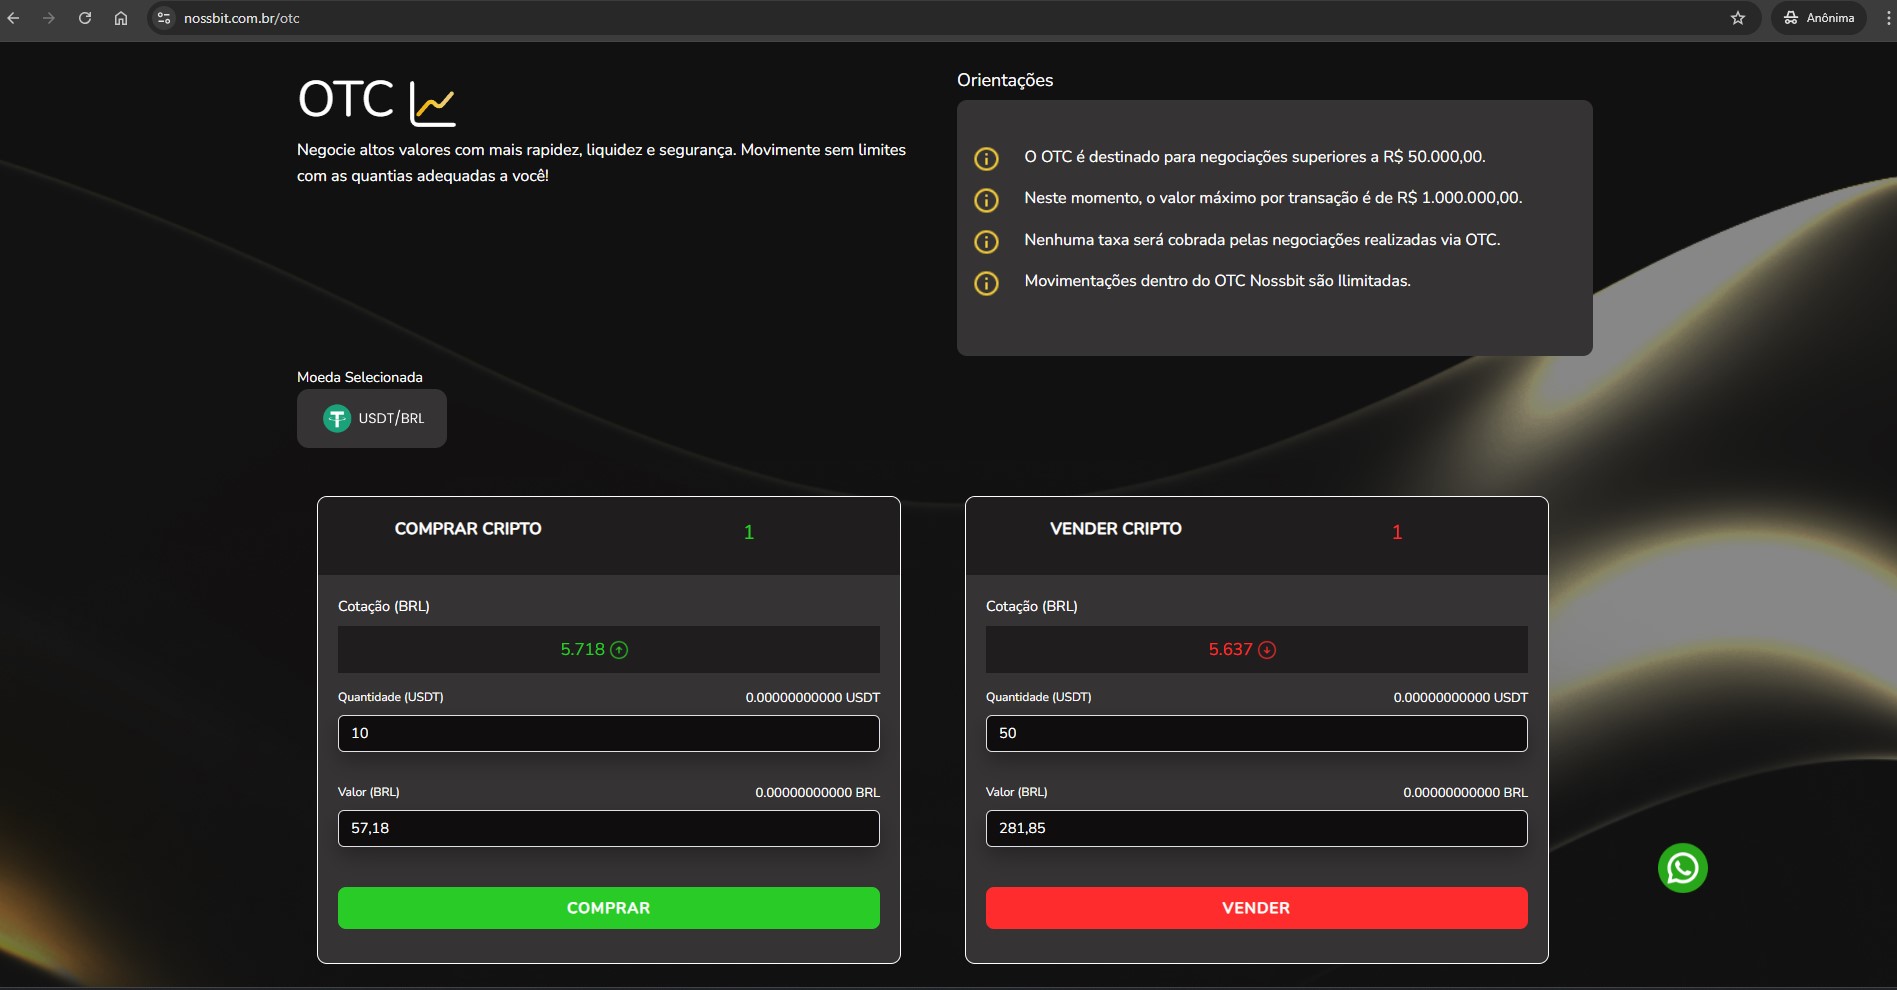 nossbit.com.br/otc
Anônima
OTC
Negocie altos valores com mais rapidez, liquidez e segurança. Movimente sem limites
com as quantias adequadas a você!
Orientações
O OTC é destinado para negociações superiores a R$ 50.000,00.
Neste momento, o valor máximo por transação é de R$ 1.000.000,00.
Nenhuma taxa será cobrada pelas negociações realizadas via OTC.
Movimentações dentro do OTC Nossbit são Ilimitadas.
Moeda Selecionada
USDT/BRL
COMPRAR CRIPTO 1
Cotação (BRL)
5.718
Quantidade (USDT) 0.00000000000 USDT
10
Valor (BRL) 0.00000000000 BRL
57,18
COMPRAR
VENDER CRIPTO 1
Cotação (BRL)
5.637
Quantidade (USDT) 0.00000000000 USDT
50
Valor (BRL) 0.00000000000 BRL
281,85
VENDER